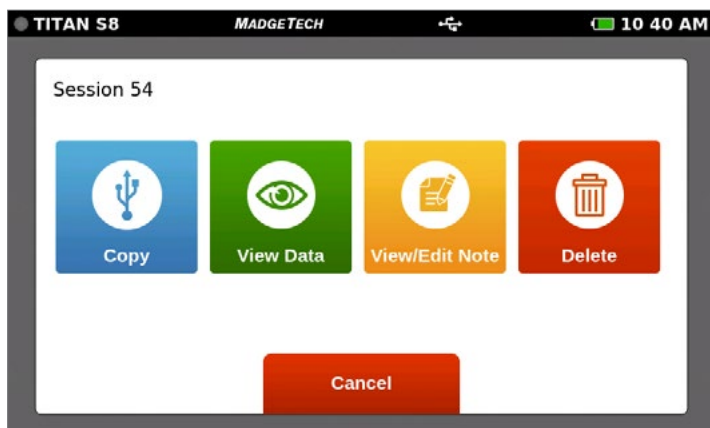 TITAN S8 MADGETECH 10 40 AM
Session 54
Copy View Data View/Edit Note Delete
Cancel